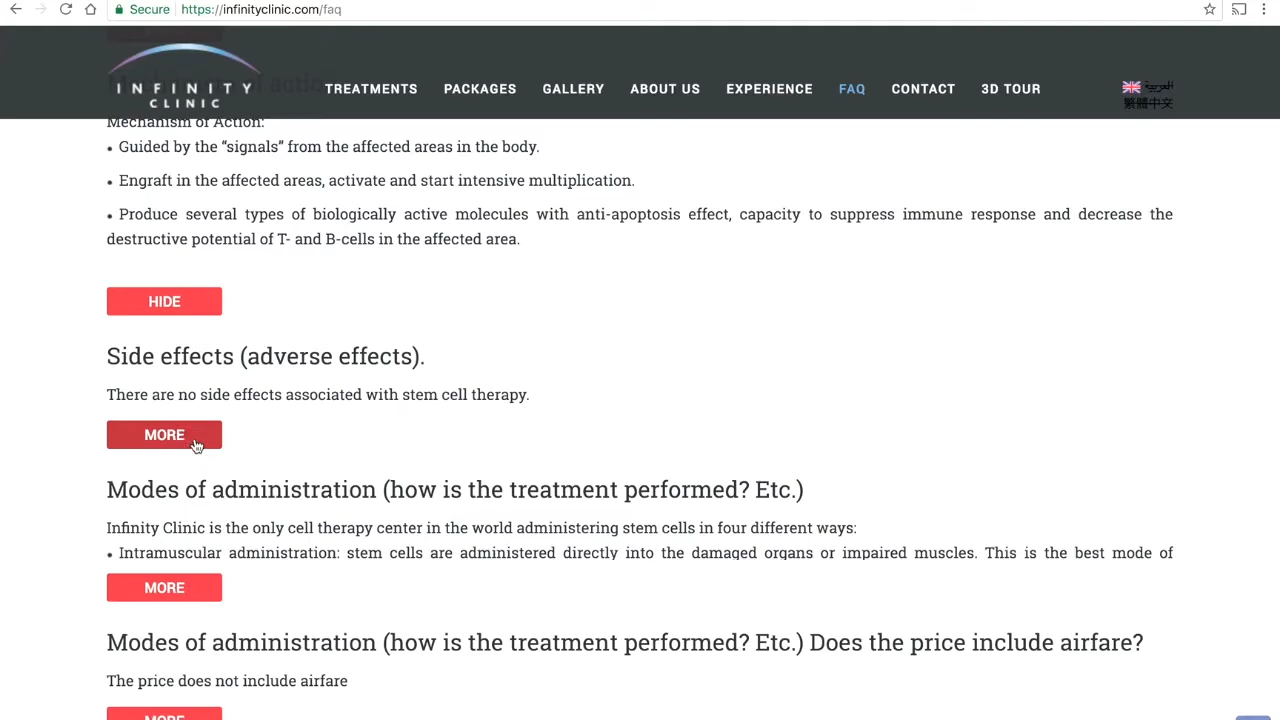 Secure https://infinityclinic.com/faq
INFINITY
CLINIC
TREATMENTS PACKAGES GALLERY ABOUT US EXPERIENCE FAQ CONTACT 3D TOUR
العربية
繁體中文
Mechanism of Action:
• Guided by the “signals” from the affected areas in the body.
• Engraft in the affected areas, activate and start intensive multiplication.
• Produce several types of biologically active molecules with anti-apoptosis effect, capacity to suppress immune response and decrease the
destructive potential of T- and B-cells in the affected area.
HIDE
Side effects (adverse effects).
There are no side effects associated with stem cell therapy.
MORE
Modes of administration (how is the treatment performed? Etc.)
Infinity Clinic is the only cell therapy center in the world administering stem cells in four different ways:
• Intramuscular administration: stem cells are administered directly into the damaged organs or impaired muscles. This is the best mode of
MORE
Modes of administration (how is the treatment performed? Etc.) Does the price include airfare?
The price does not include airfare
MORE